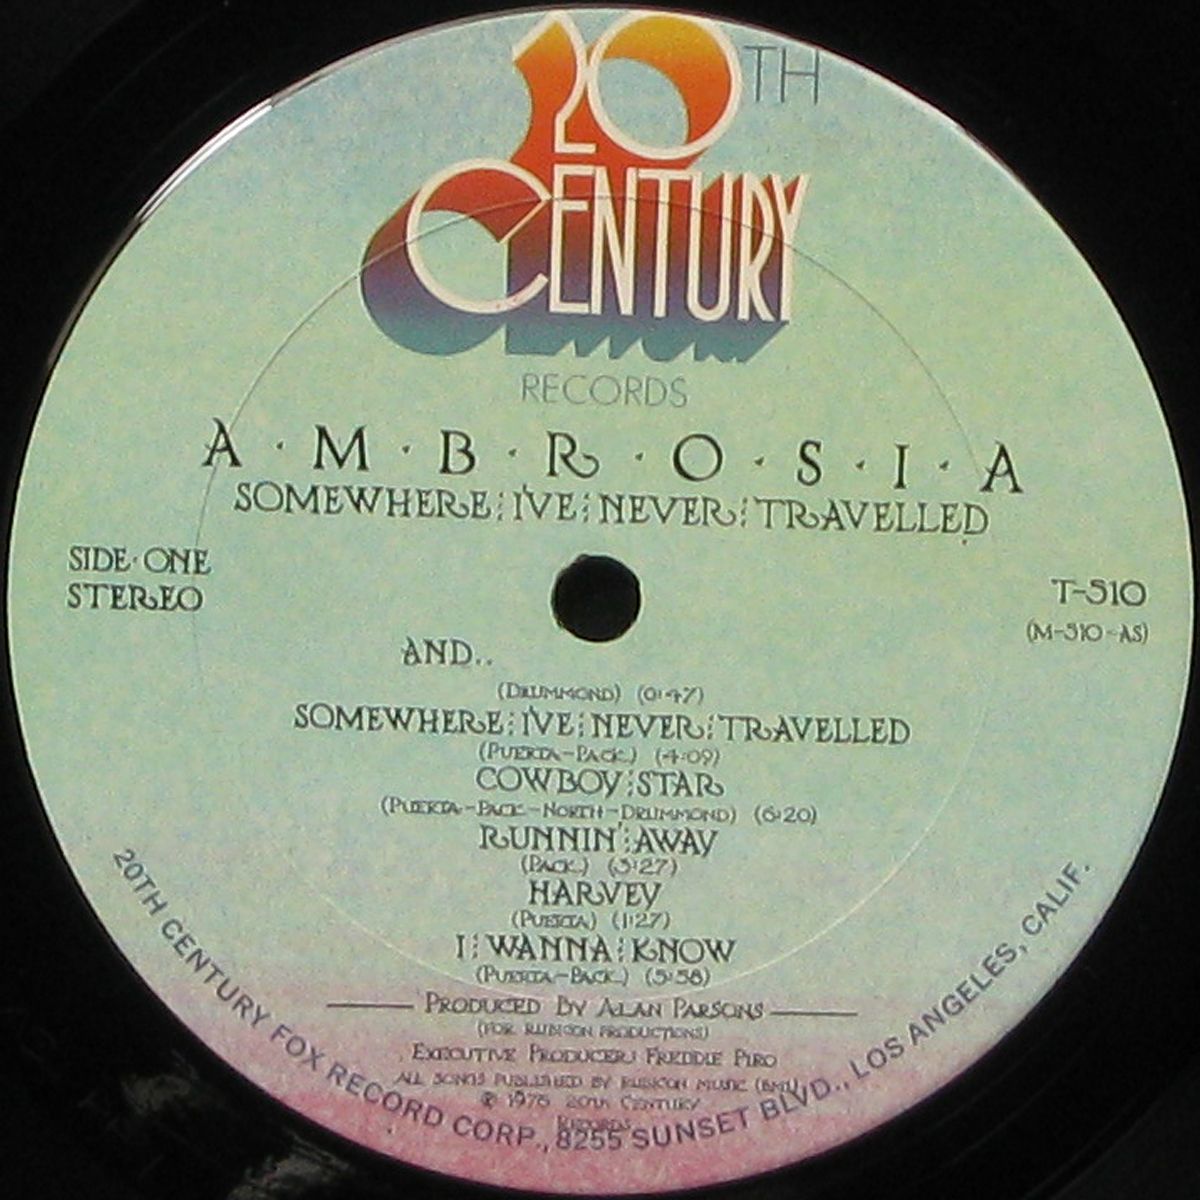 20TH
CENTURY
RECORDS
A·M·B·R·O·S·I·A
SOMEWHERE⋮I'VE⋮NEVER⋮TRAVELLED
SIDE·ONE
STEREO
T-510
(M-510-AS)
AND..
(DRUMMOND) (0:47)
SOMEWHERE⋮I'VE⋮NEVER⋮TRAVELLED
(PUERTA-PACK) (4:09)
COWBOY⋮STAR
(PUERTA-PACK-NORTH-DRUMMOND) (6:20)
RUNNIN'⋮AWAY
(PACK) (3:27)
HARVEY
(PUERTA) (1:27)
I⋮WANNA⋮KNOW
(PUERTA-PACK) (5:58)
PRODUCED BY ALAN PARSONS
(FOR RUBICON PRODUCTIONS)
EXECUTIVE PRODUCER: FREDDIE PIRO
ALL SONGS PUBLISHED BY RUBICON MUSIC (BMI)
℗ 1976 20TH CENTURY
RECORDS
20TH CENTURY FOX RECORD CORP., 8255 SUNSET BLVD., LOS ANGELES, CALIF.